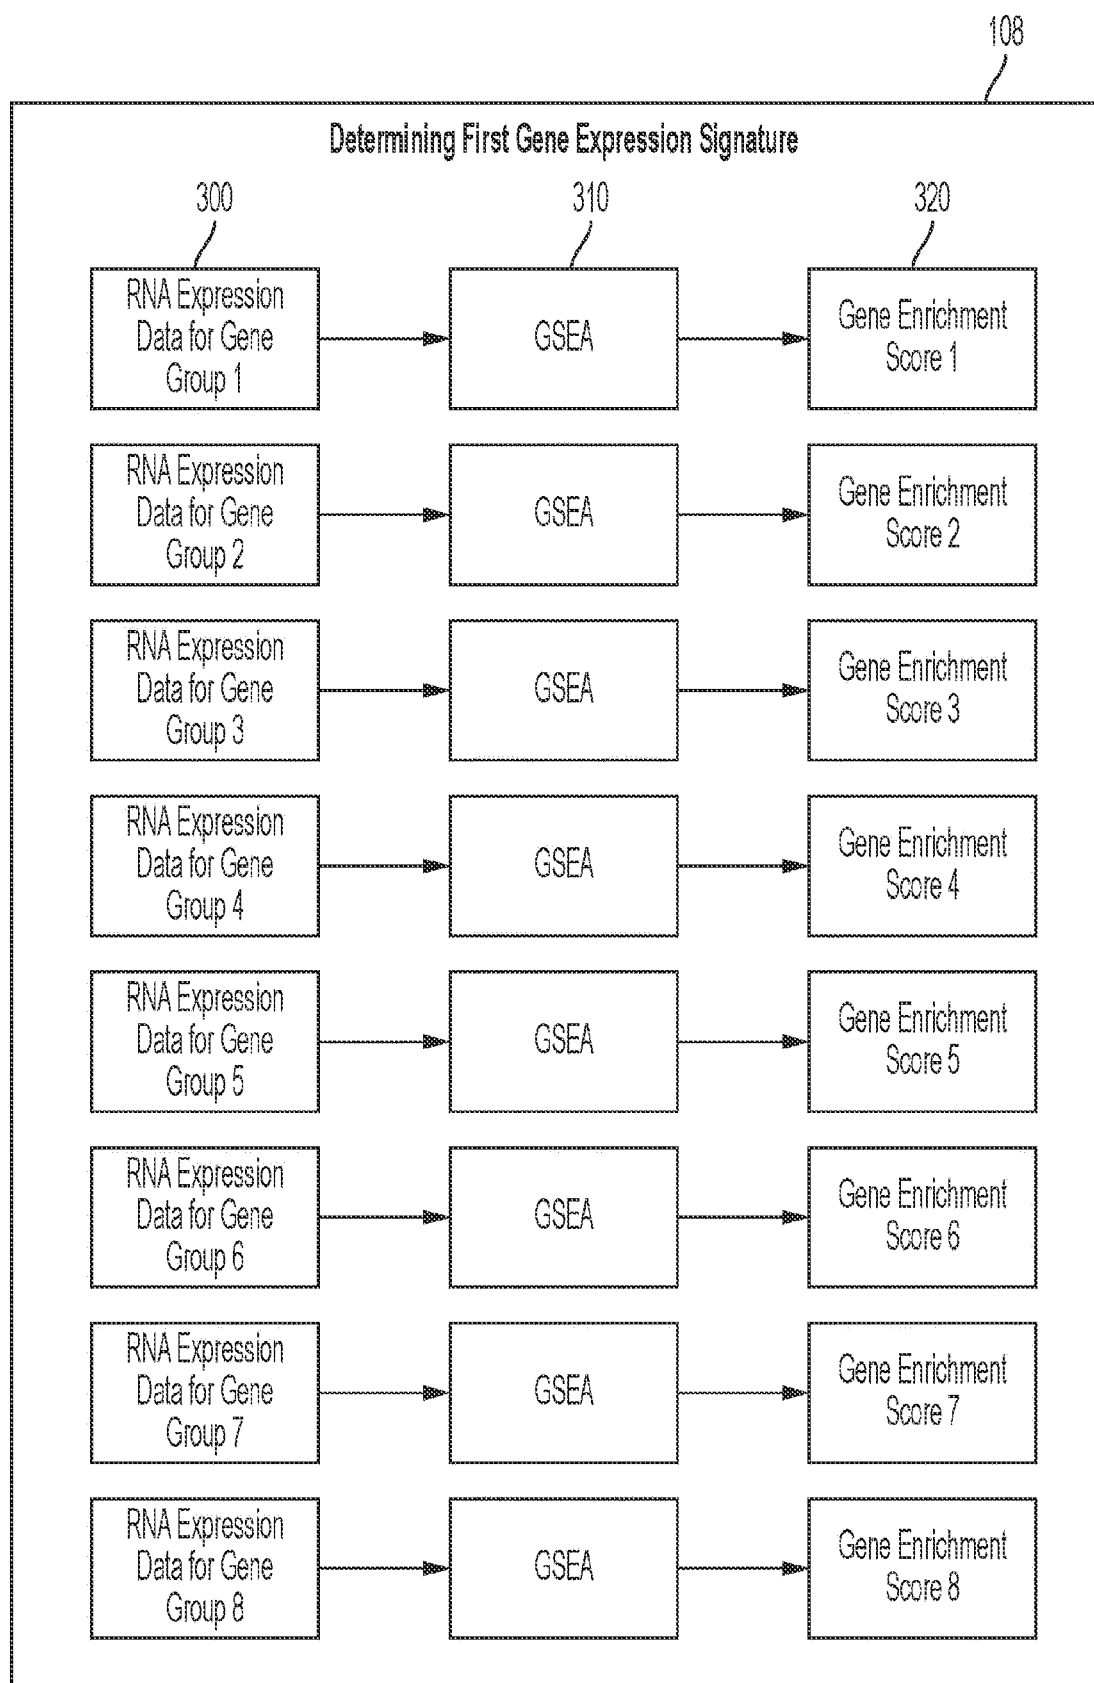 108
Determining First Gene Expression Signature
300
310
320
RNA Expression
Data for Gene
Group 1
GSEA
Gene Enrichment
Score 1
RNA Expression
Data for Gene
Group 2
GSEA
Gene Enrichment
Score 2
RNA Expression
Data for Gene
Group 3
GSEA
Gene Enrichment
Score 3
RNA Expression
Data for Gene
Group 4
GSEA
Gene Enrichment
Score 4
RNA Expression
Data for Gene
Group 5
GSEA
Gene Enrichment
Score 5
RNA Expression
Data for Gene
Group 6
GSEA
Gene Enrichment
Score 6
RNA Expression
Data for Gene
Group 7
GSEA
Gene Enrichment
Score 7
RNA Expression
Data for Gene
Group 8
GSEA
Gene Enrichment
Score 8